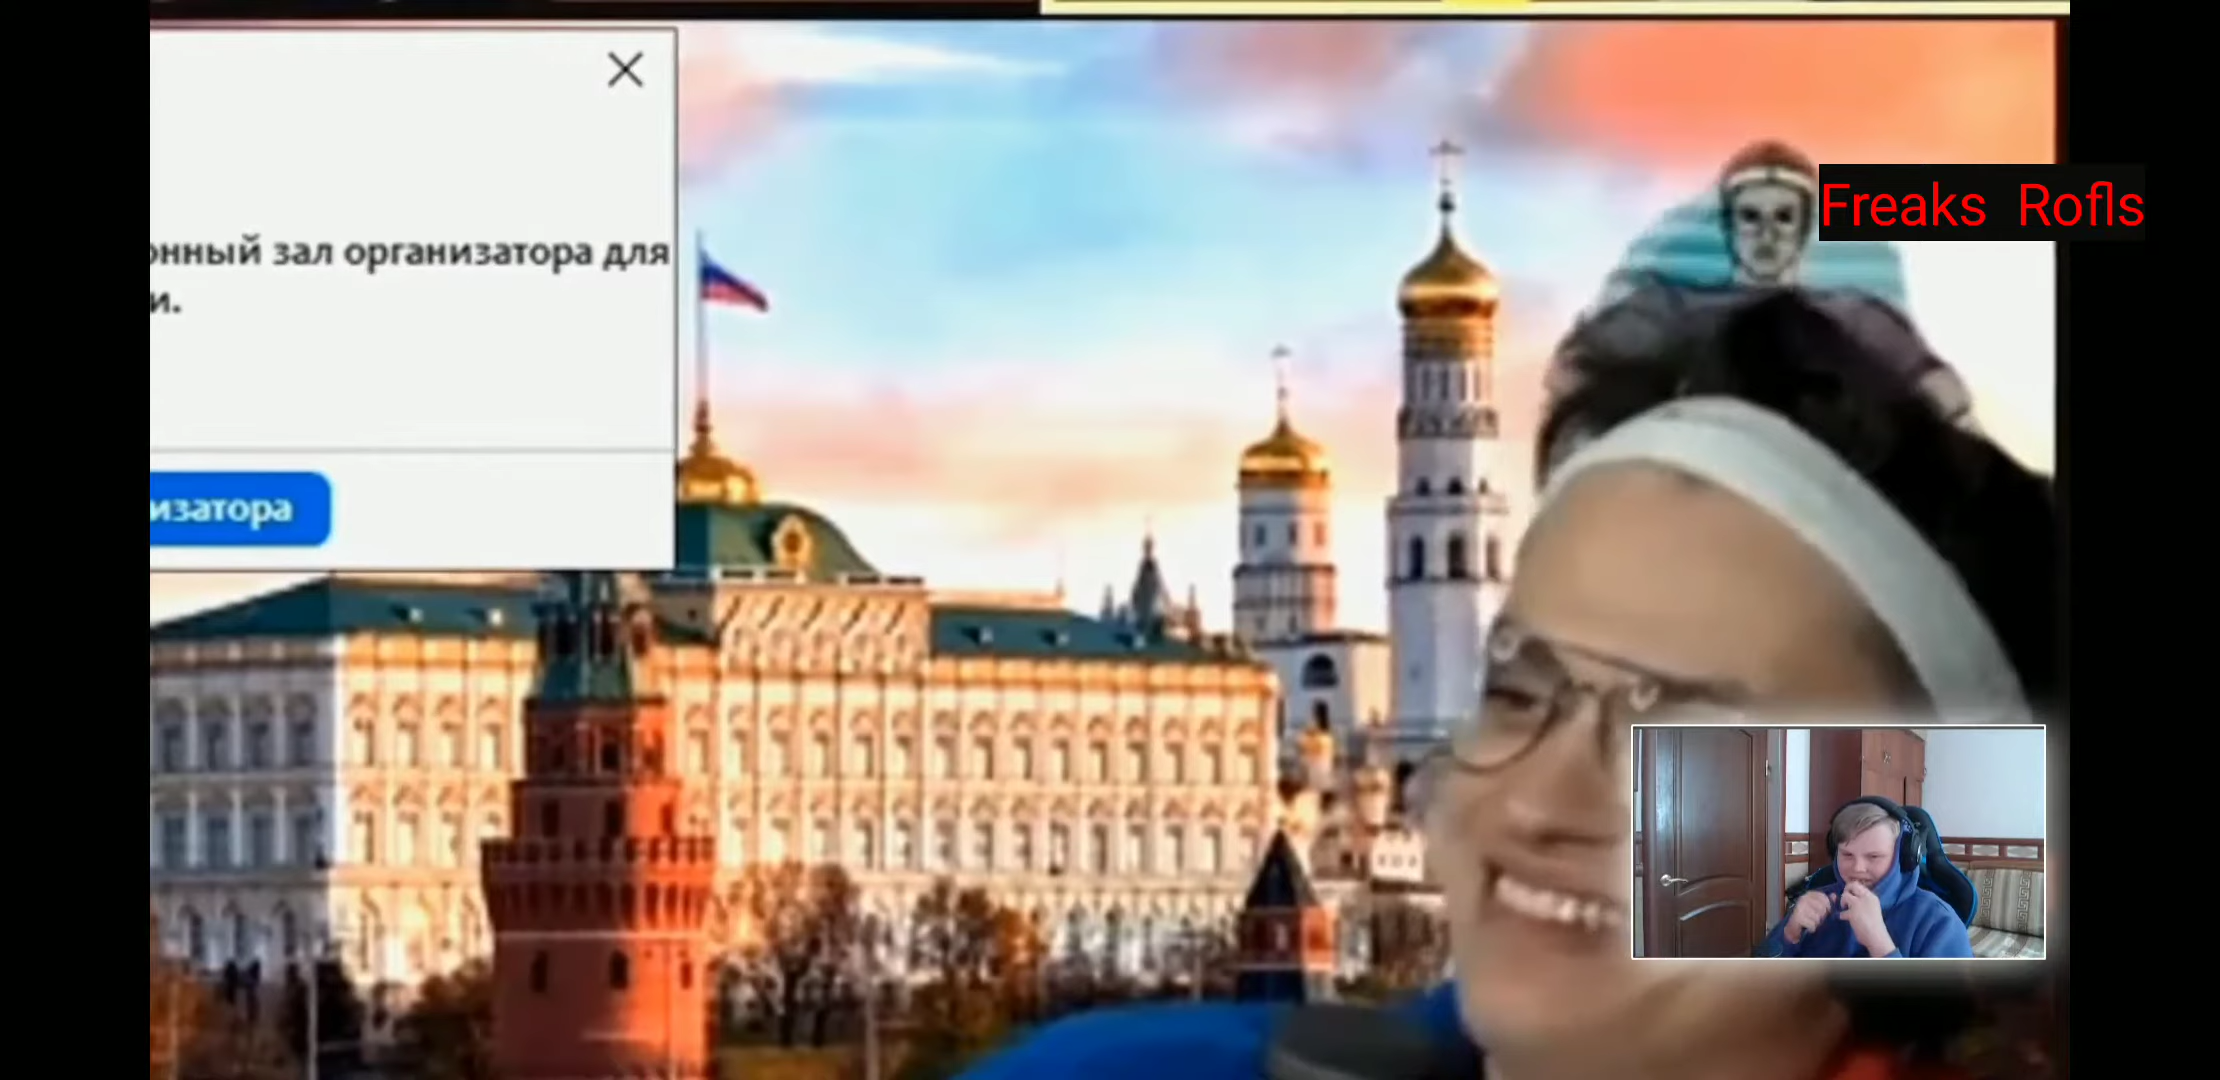 онный зал организатора для
и.
изатора
Freaks Rofls